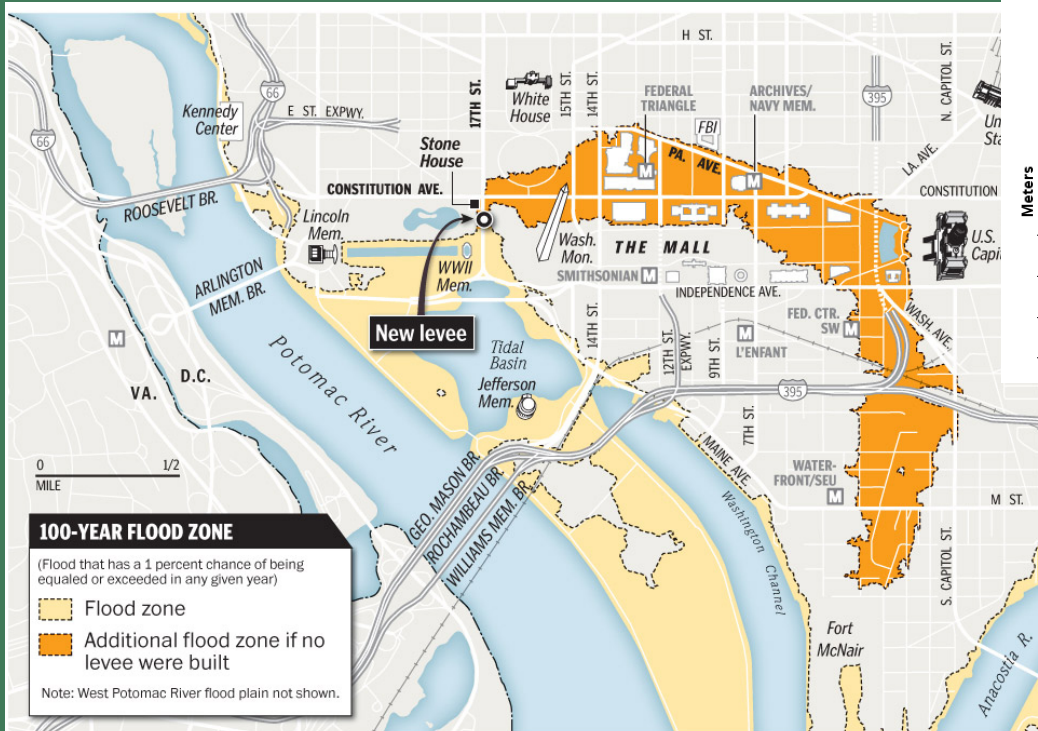 H ST.
N. CAPITOL ST.
66
Kennedy
Center
E ST. EXPWY.
17TH ST.
White
House
15TH ST.
14TH ST.
FEDERAL
TRIANGLE
ARCHIVES/
NAVY MEM.
395
FBI
PA. AVE.
LA. AVE.
Meters
66
Stone
House
M
M
CONSTITUTION AVE.
CONSTITUTION
ROOSEVELT BR.
Lincoln
Mem.
WWII
Mem.
Wash.
Mon.
THE MALL
U.S.
ARLINGTON
MEM. BR.
SMITHSONIAN M
INDEPENDENCE AVE.
New levee
14TH ST.
12TH ST.
EXPWY.
9TH ST.
FED. CTR.
SW M
WASH. AVE.
M
L'ENFANT
M
Potomac River
Tidal
Basin
Jefferson
Mem.
395
VA.
D.C.
7TH ST.
MAINE AVE.
0 1/2
MILE
GEO. MASON BR.
ROCHAMBEAU BR.
WILLIAMS MEM. BR.
WATER-
FRONT/SEU
M
M ST.
Washington Channel
S. CAPITOL ST.
100-YEAR FLOOD ZONE
(Flood that has a 1 percent chance of being
equaled or exceeded in any given year)
Flood zone
Additional flood zone if no
levee were built
Note: West Potomac River flood plain not shown.
Fort
McNair
Anacostia R.